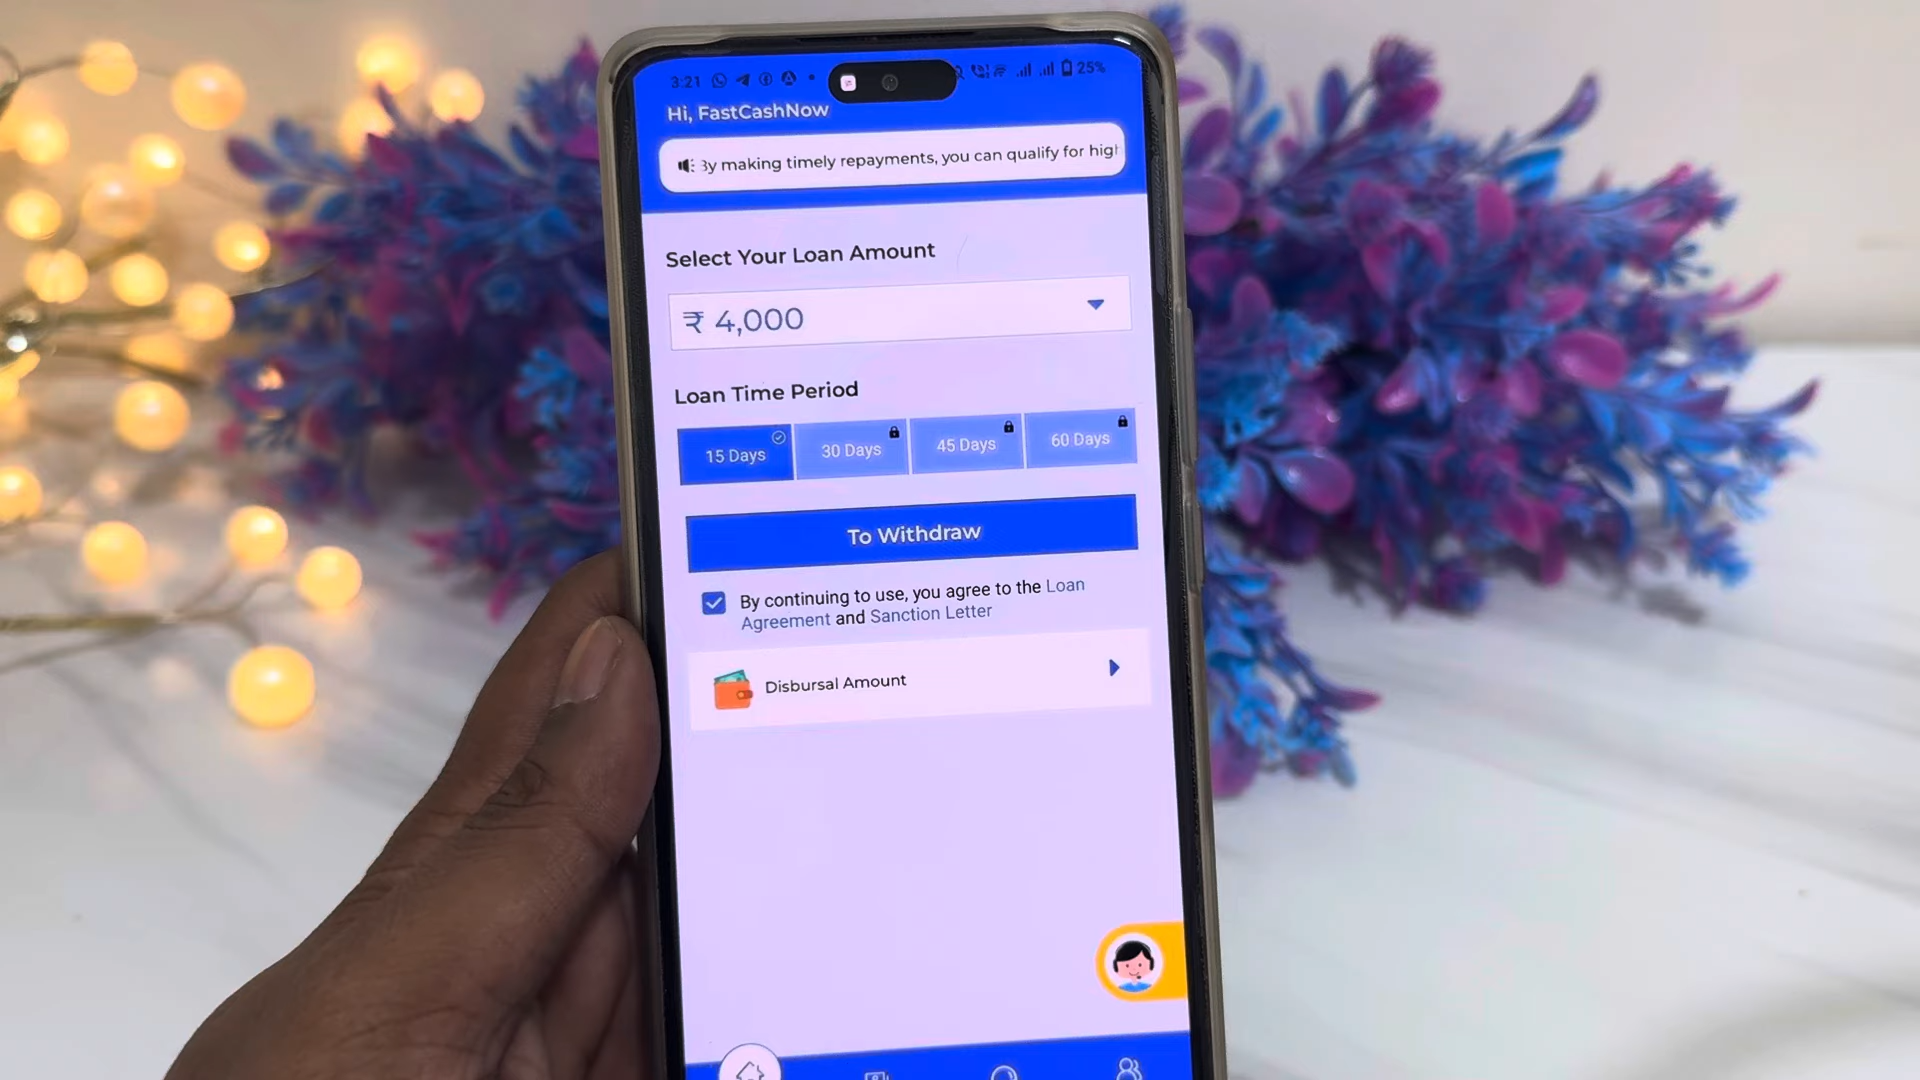 3:21
25%
Hi, FastCashNow
By making timely repayments, you can qualify for high
Select Your Loan Amount
₹ 4,000
Loan Time Period
15 Days
30 Days
45 Days
60 Days
To Withdraw
By continuing to use, you agree to the Loan
Agreement and Sanction Letter
Disbursal Amount